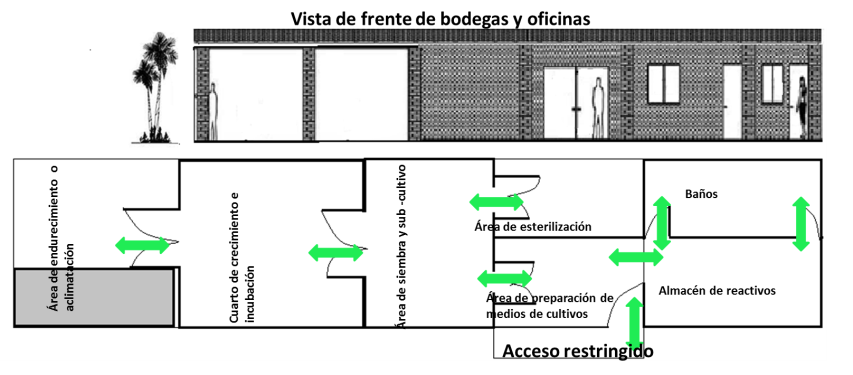 Vista de frente de bodegas y oficinas
Área de endurecimiento o
aclimatación
Cuarto de crecimiento e
incubación
Área de siembra y sub -cultivo
Área de esterilización
Área de preparación de
medios de cultivos
Baños
Almacén de reactivos
Acceso restringido